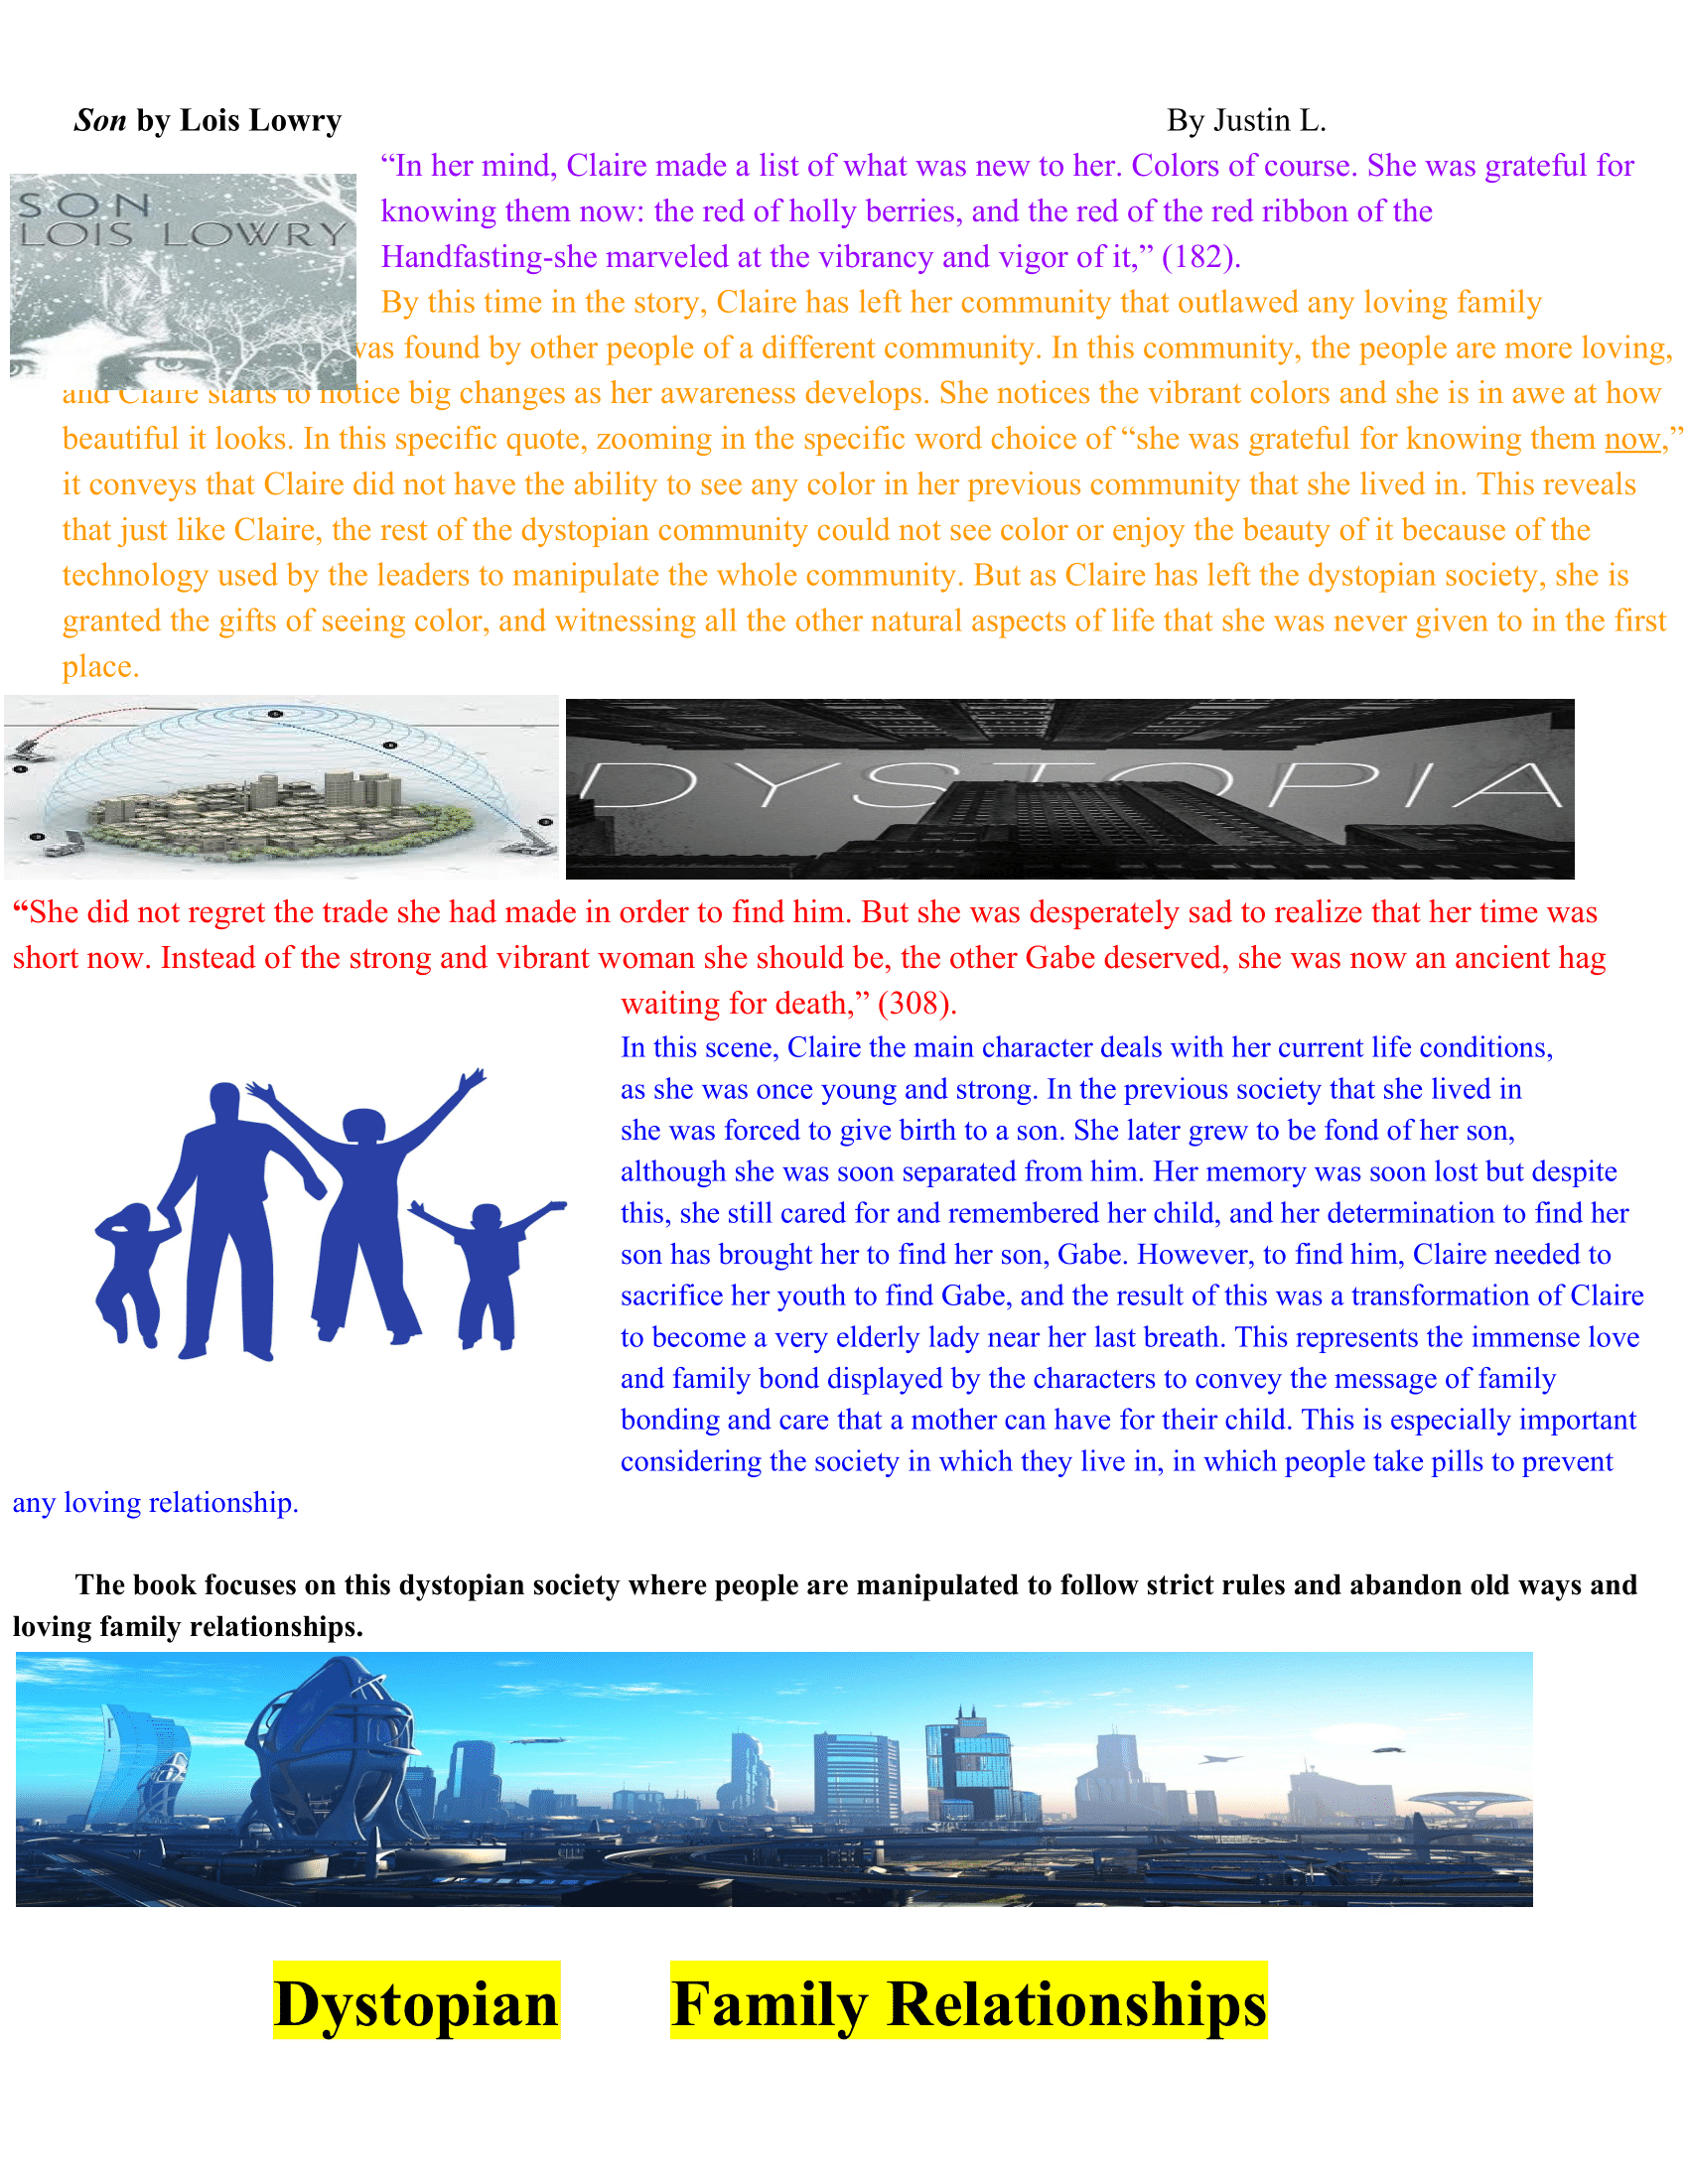 Son by Lois Lowry By Justin L.
SON
LOIS LOWRY
“In her mind, Claire made a list of what was new to her. Colors of course. She was grateful for
knowing them now: the red of holly berries, and the red of the red ribbon of the
Handfasting-she marveled at the vibrancy and vigor of it,” (182).
By this time in the story, Claire has left her community that outlawed any loving family
was found by other people of a different community. In this community, the people are more loving,
and Claire starts to notice big changes as her awareness develops. She notices the vibrant colors and she is in awe at how
beautiful it looks. In this specific quote, zooming in the specific word choice of “she was grateful for knowing them now,”
it conveys that Claire did not have the ability to see any color in her previous community that she lived in. This reveals
that just like Claire, the rest of the dystopian community could not see color or enjoy the beauty of it because of the
technology used by the leaders to manipulate the whole community. But as Claire has left the dystopian society, she is
granted the gifts of seeing color, and witnessing all the other natural aspects of life that she was never given to in the first
place.
DYSTOPIA
“She did not regret the trade she had made in order to find him. But she was desperately sad to realize that her time was
short now. Instead of the strong and vibrant woman she should be, the other Gabe deserved, she was now an ancient hag
waiting for death,” (308).
In this scene, Claire the main character deals with her current life conditions,
as she was once young and strong. In the previous society that she lived in
she was forced to give birth to a son. She later grew to be fond of her son,
although she was soon separated from him. Her memory was soon lost but despite
this, she still cared for and remembered her child, and her determination to find her
son has brought her to find her son, Gabe. However, to find him, Claire needed to
sacrifice her youth to find Gabe, and the result of this was a transformation of Claire
to become a very elderly lady near her last breath. This represents the immense love
and family bond displayed by the characters to convey the message of family
bonding and care that a mother can have for their child. This is especially important
considering the society in which they live in, in which people take pills to prevent
any loving relationship.
The book focuses on this dystopian society where people are manipulated to follow strict rules and abandon old ways and
loving family relationships.
Dystopian Family Relationships